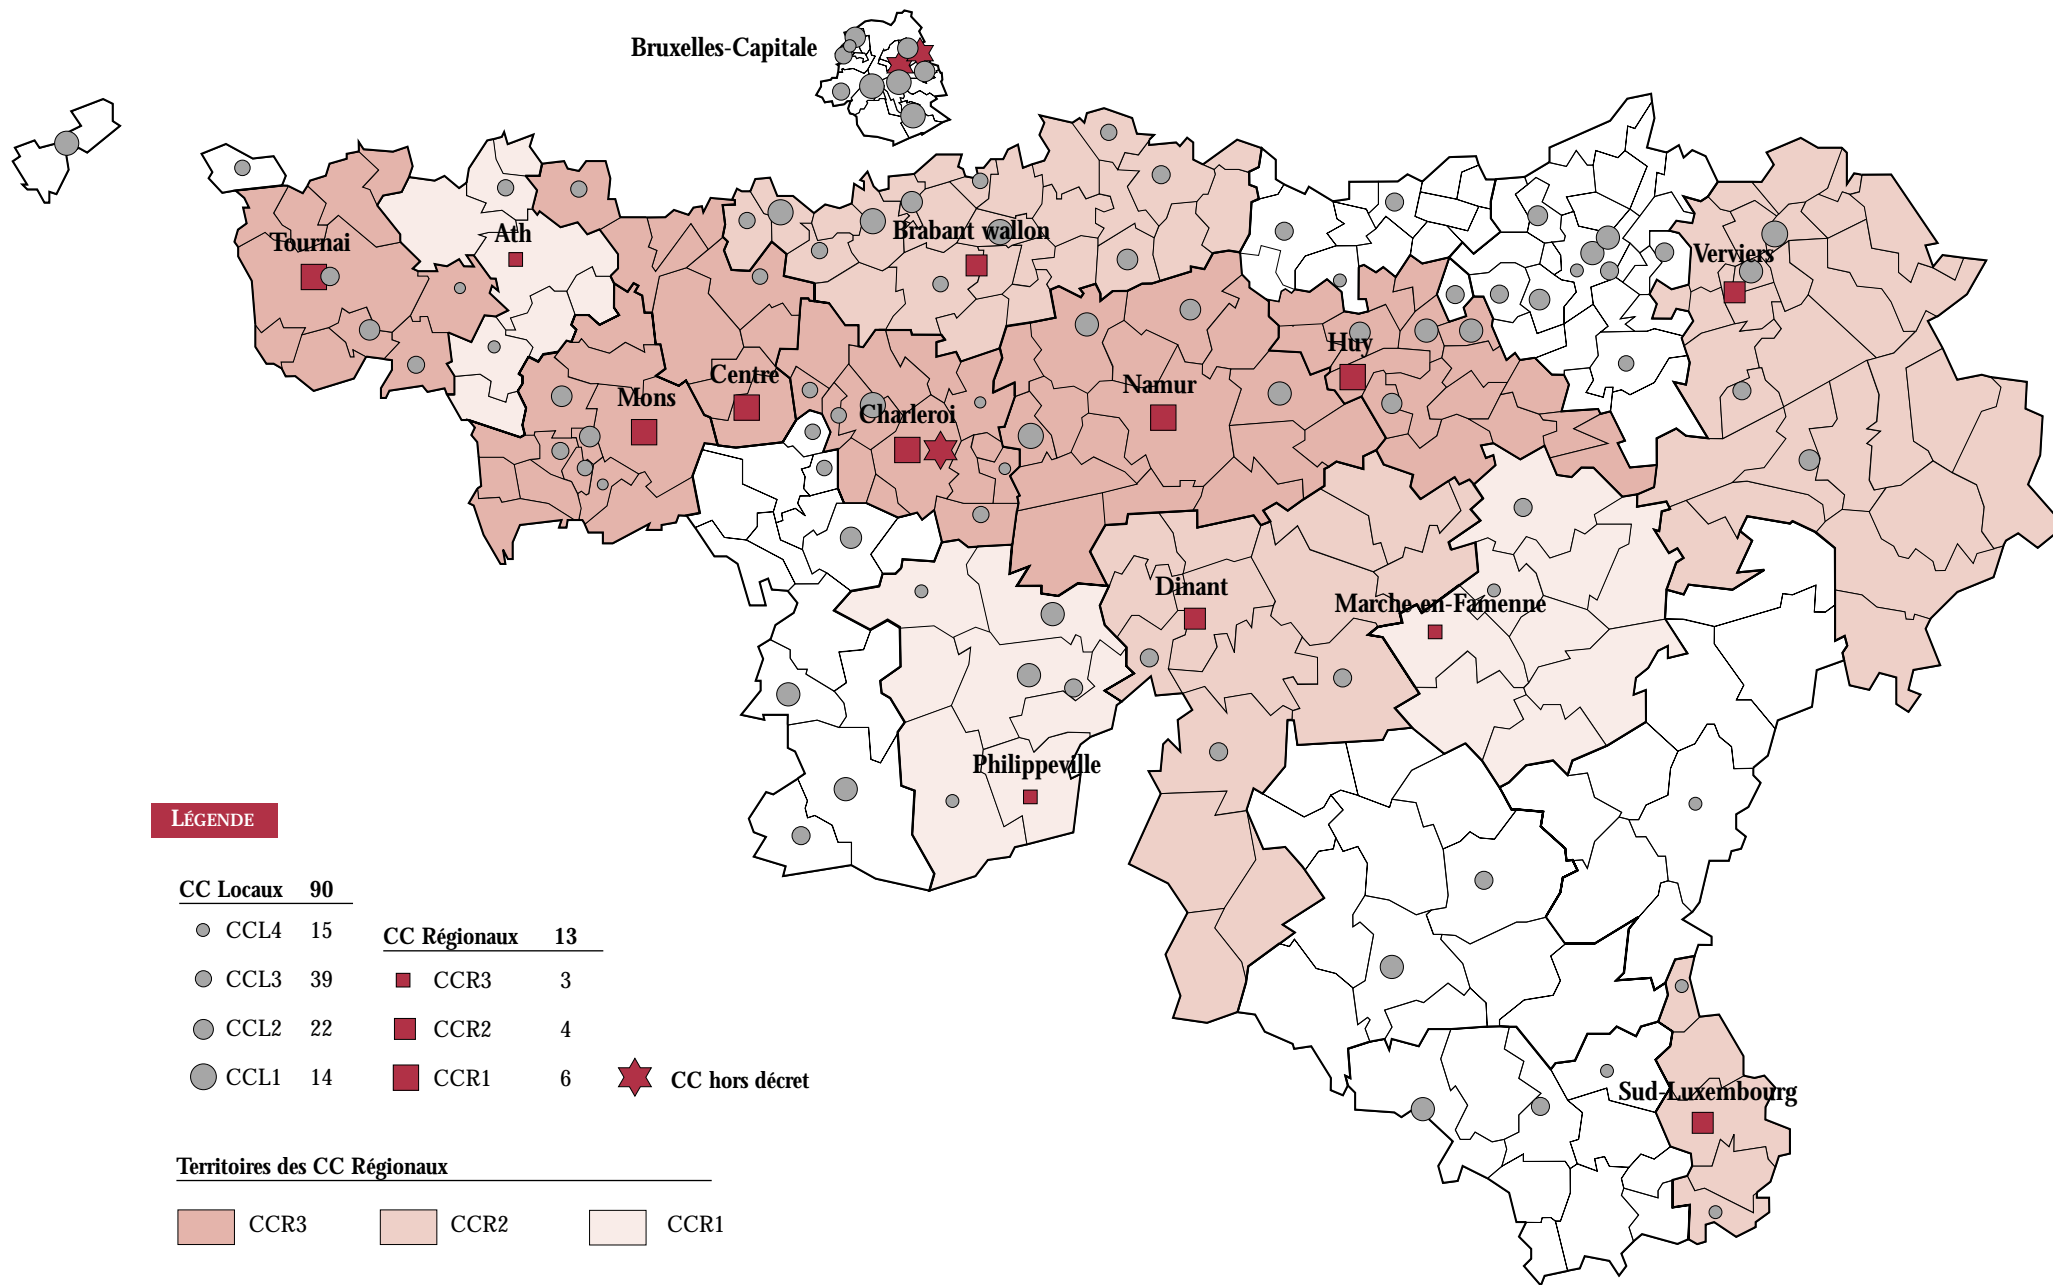 Bruxelles-Capitale
Tournai
Ath
Brabant wallon
Verviers
Huy
Centre
Mons
Namur
Charleroi
Dinant
Marche-en-Famenne
Philippeville
Sud-Luxembourg
LÉGENDE
CC Locaux 90
CCL4 15
CCL3 39
CCL2 22
CCL1 14
CC Régionaux 13
CCR3 3
CCR2 4
CCR1 6
CC hors décret
Territoires des CC Régionaux
CCR3 CCR2 CCR1